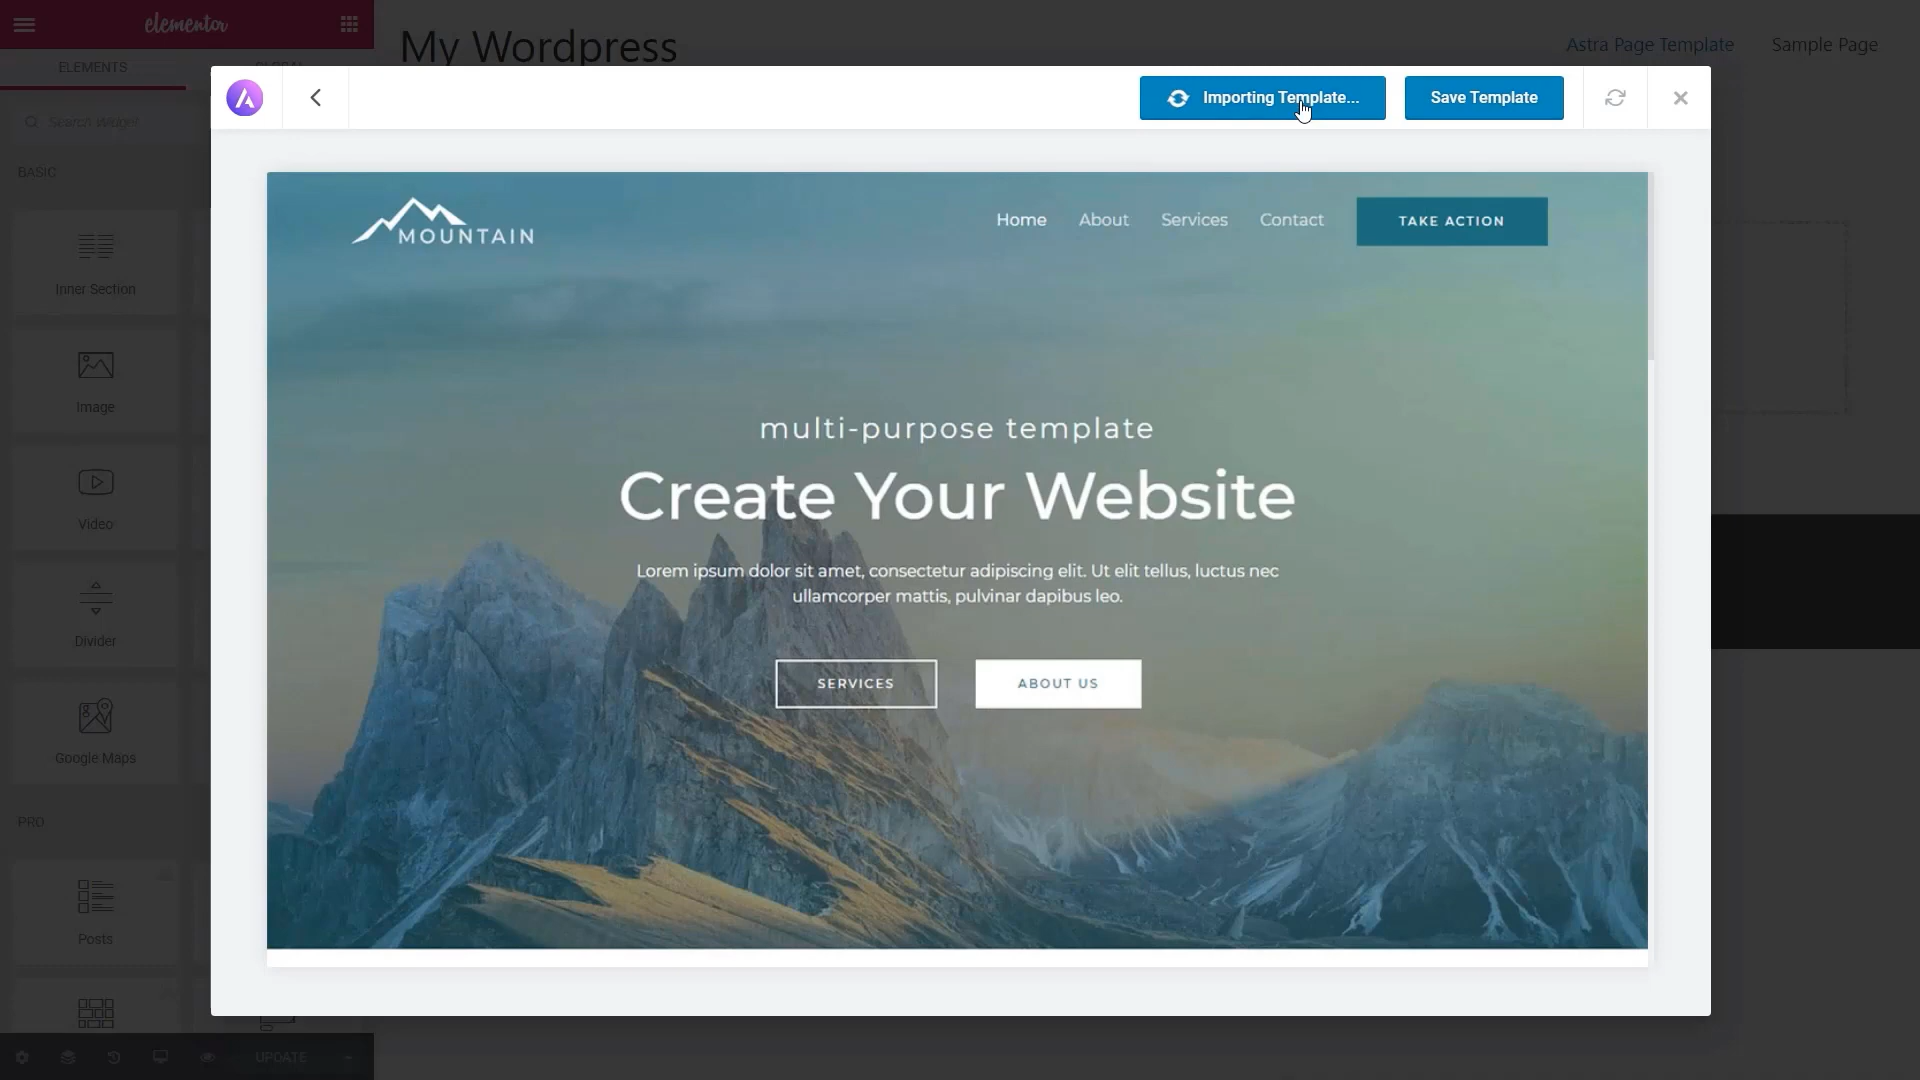 elementor
My Wordpress
Astra Page Template
Sample Page
ELEMENTS
GLOBAL
Importing Template...
Save Template
Search Widget
BASIC
Inner Section
Image
Video
Divider
Google Maps
PRO
Posts
UPDATE
MOUNTAIN
Home
About
Services
Contact
TAKE ACTION
multi-purpose template
Create Your Website
Lorem ipsum dolor sit amet, consectetur adipiscing elit. Ut elit tellus, luctus nec
ullamcorper mattis, pulvinar dapibus leo.
SERVICES
ABOUT US